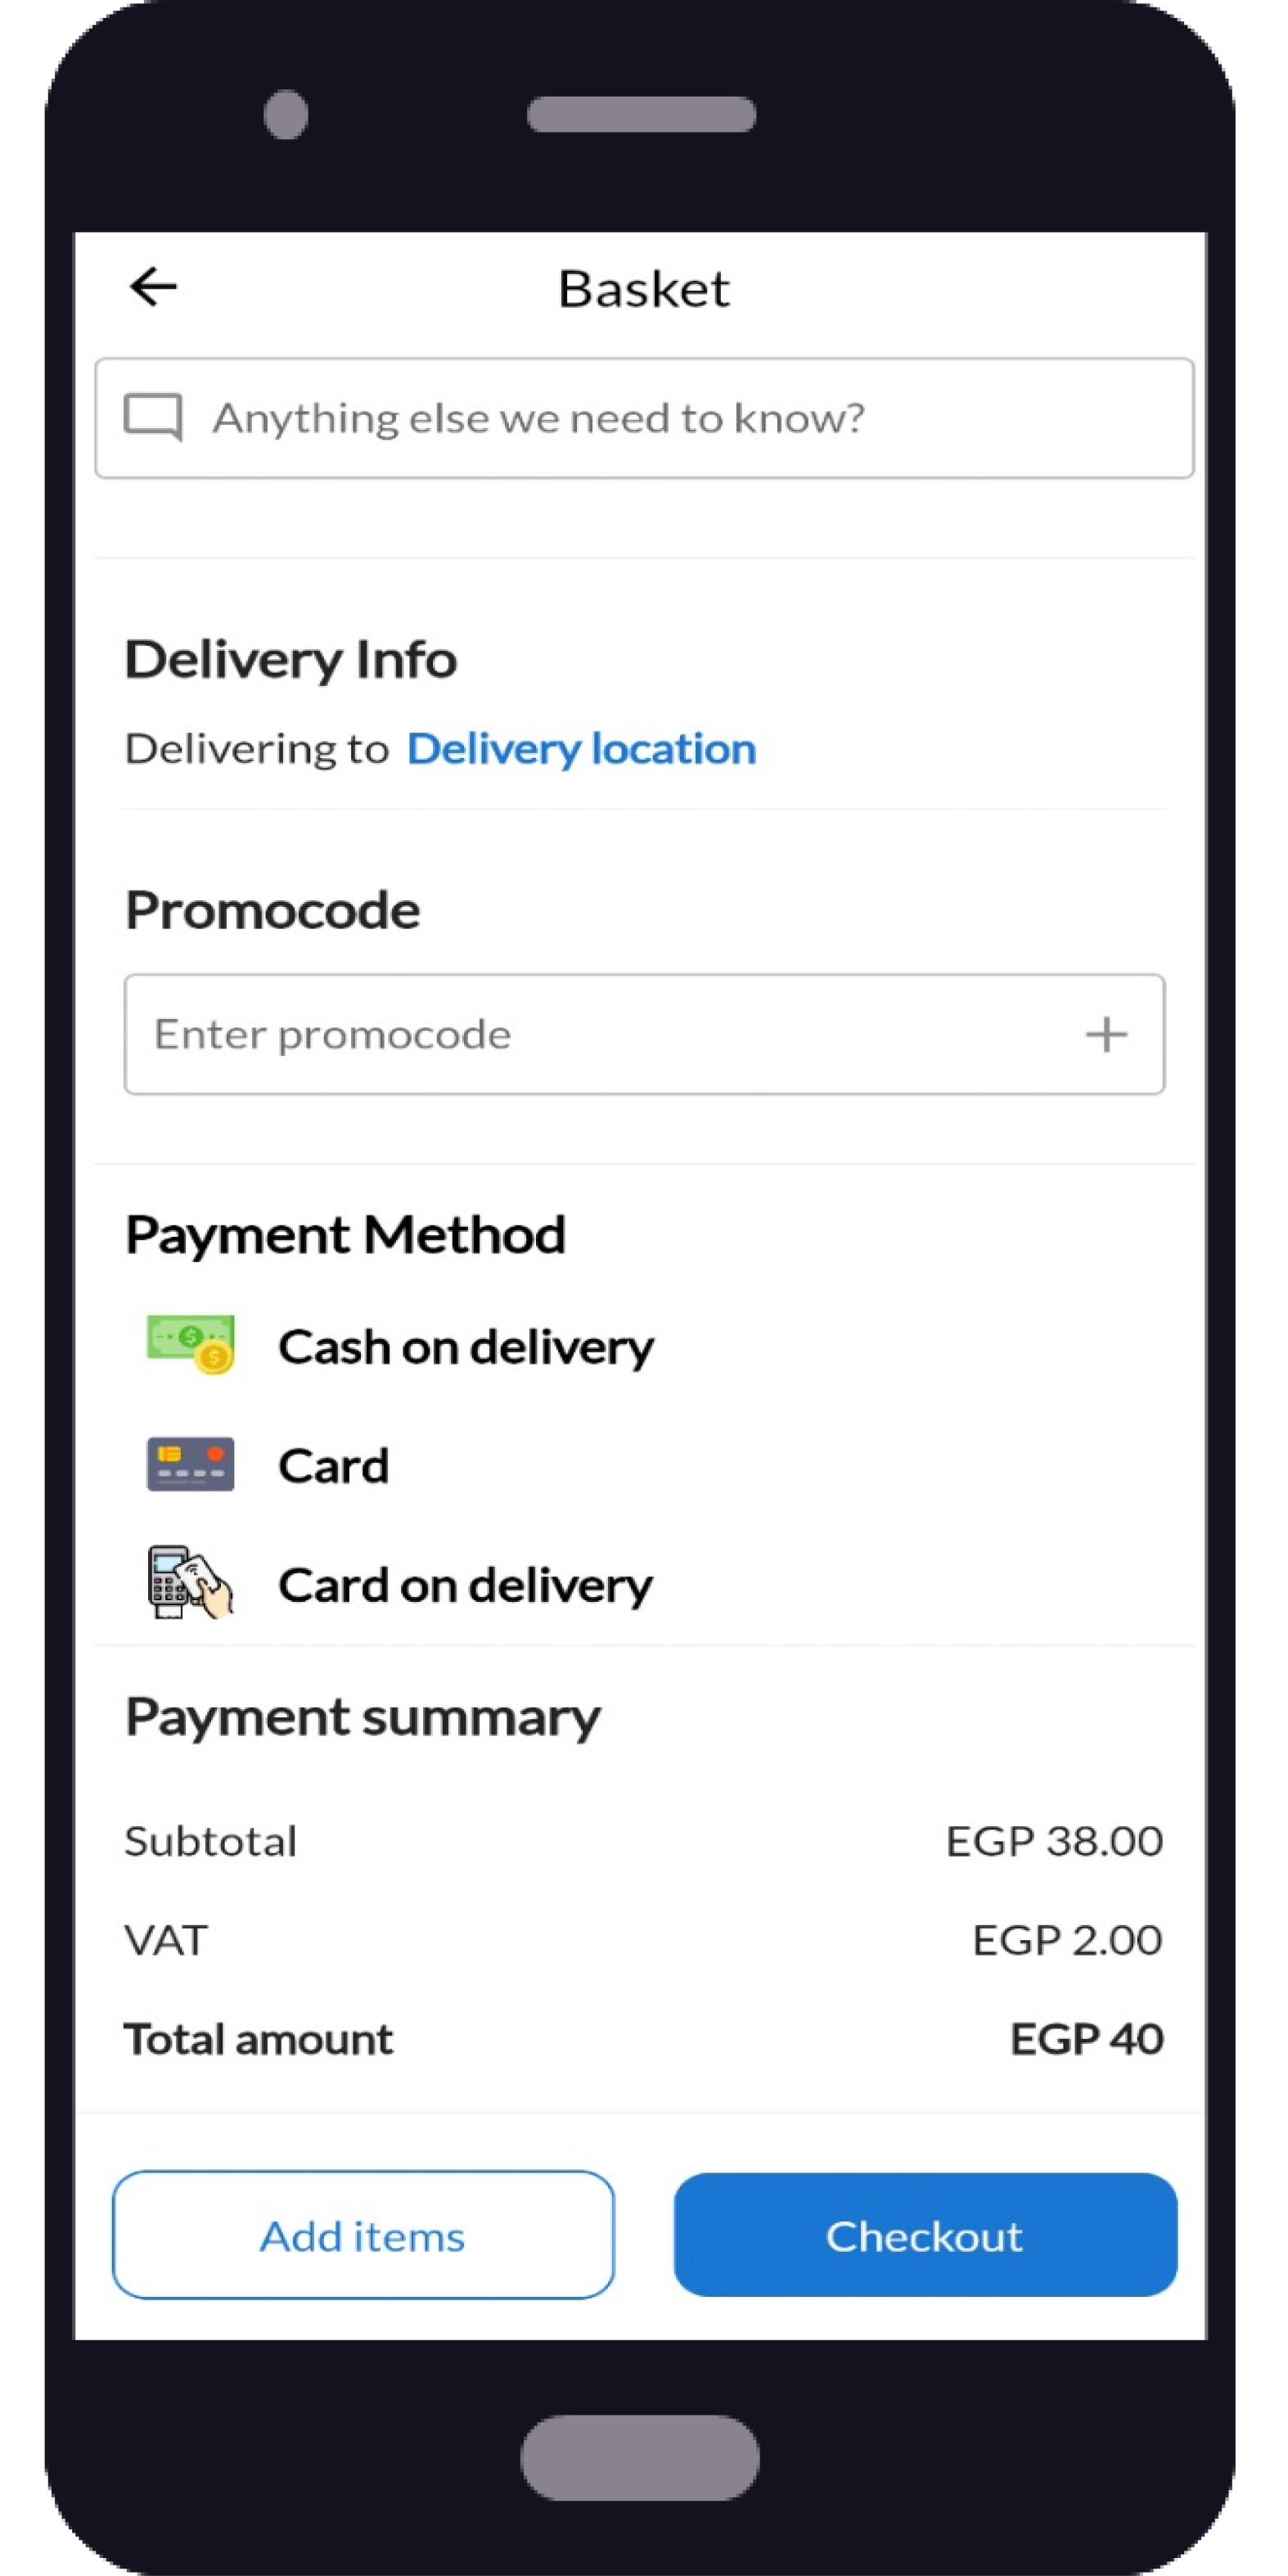 Basket
Anything else we need to know?
Delivery Info
Delivering to Delivery location
Promocode
Enter promocode
Payment Method
Cash on delivery
Card
Card on delivery
Payment summary
Subtotal EGP 38.00
VAT EGP 2.00
Total amount EGP 40
Add items Checkout